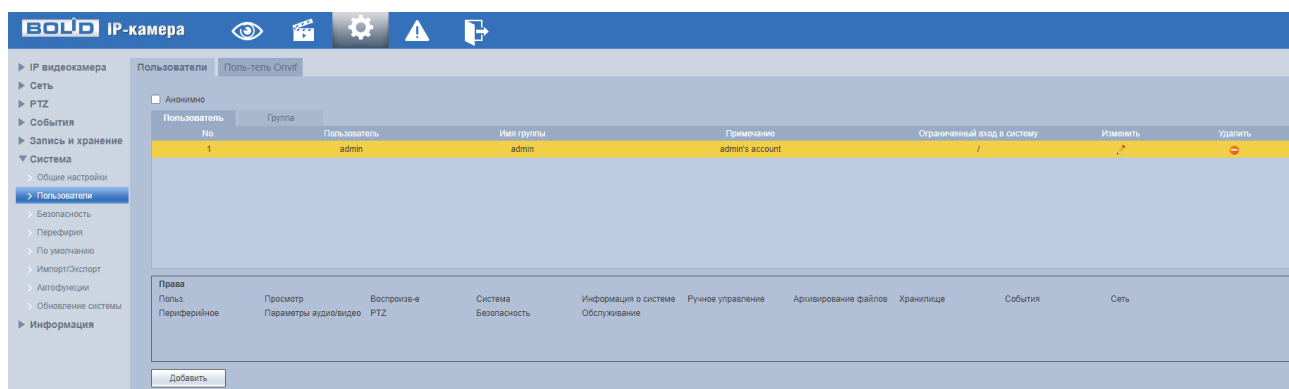 BOLID IP-камера
IP видеокамера
Сеть
PTZ
События
Запись и хранение
Система
Общие настройки
Пользователи
Безопасность
Перефирия
По умолчанию
Импорт/Экспорт
Автофункции
Обновление системы
Информация
Пользователи Поль-тель Onvif
Анонимно
Пользователь Группа
No. Пользователь Имя группы Примечание Ограниченный вход в систему Изменить Удалить
1 admin admin admin's account /
Права
Польз. Просмотр Воспроизв-е Система Информация о системе Ручное управление Архивирование файлов Хранилище События Сеть
Периферийное Параметры аудио/видео PTZ Безопасность Обслуживание
Добавить